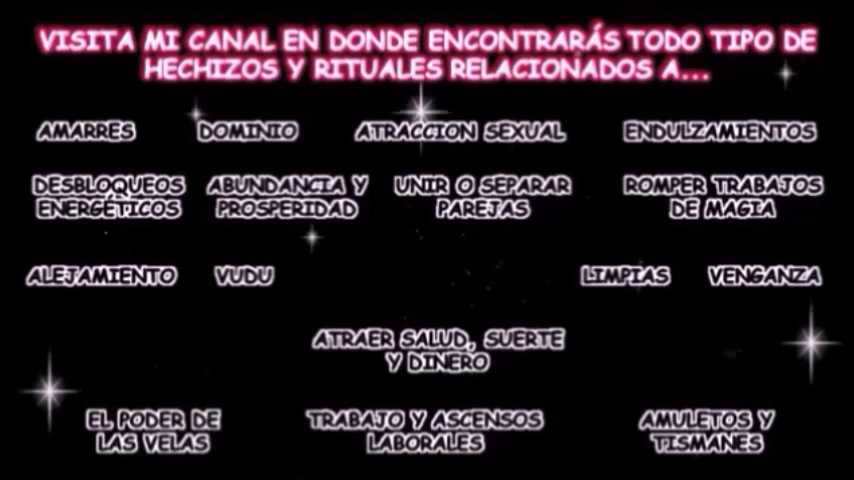 VISITA MI CANAL EN DONDE ENCONTRARÁS TODO TIPO DE
HECHIZOS Y RITUALES RELACIONADOS A...
AMARRES
DOMINIO
ATRACCION SEXUAL
ENDULZAMIENTOS
DESBLOQUEOS
ENERGÉTICOS
ABUNDANCIA Y
PROSPERIDAD
UNIR O SEPARAR
PAREJAS
ROMPER TRABAJOS
DE MAGIA
ALEJAMIENTO
VUDU
LIMPIAS
VENGANZA
ATRAER SALUD, SUERTE
Y DINERO
EL PODER DE
LAS VELAS
TRABAJO Y ASCENSOS
LABORALES
AMULETOS Y
TISMANES